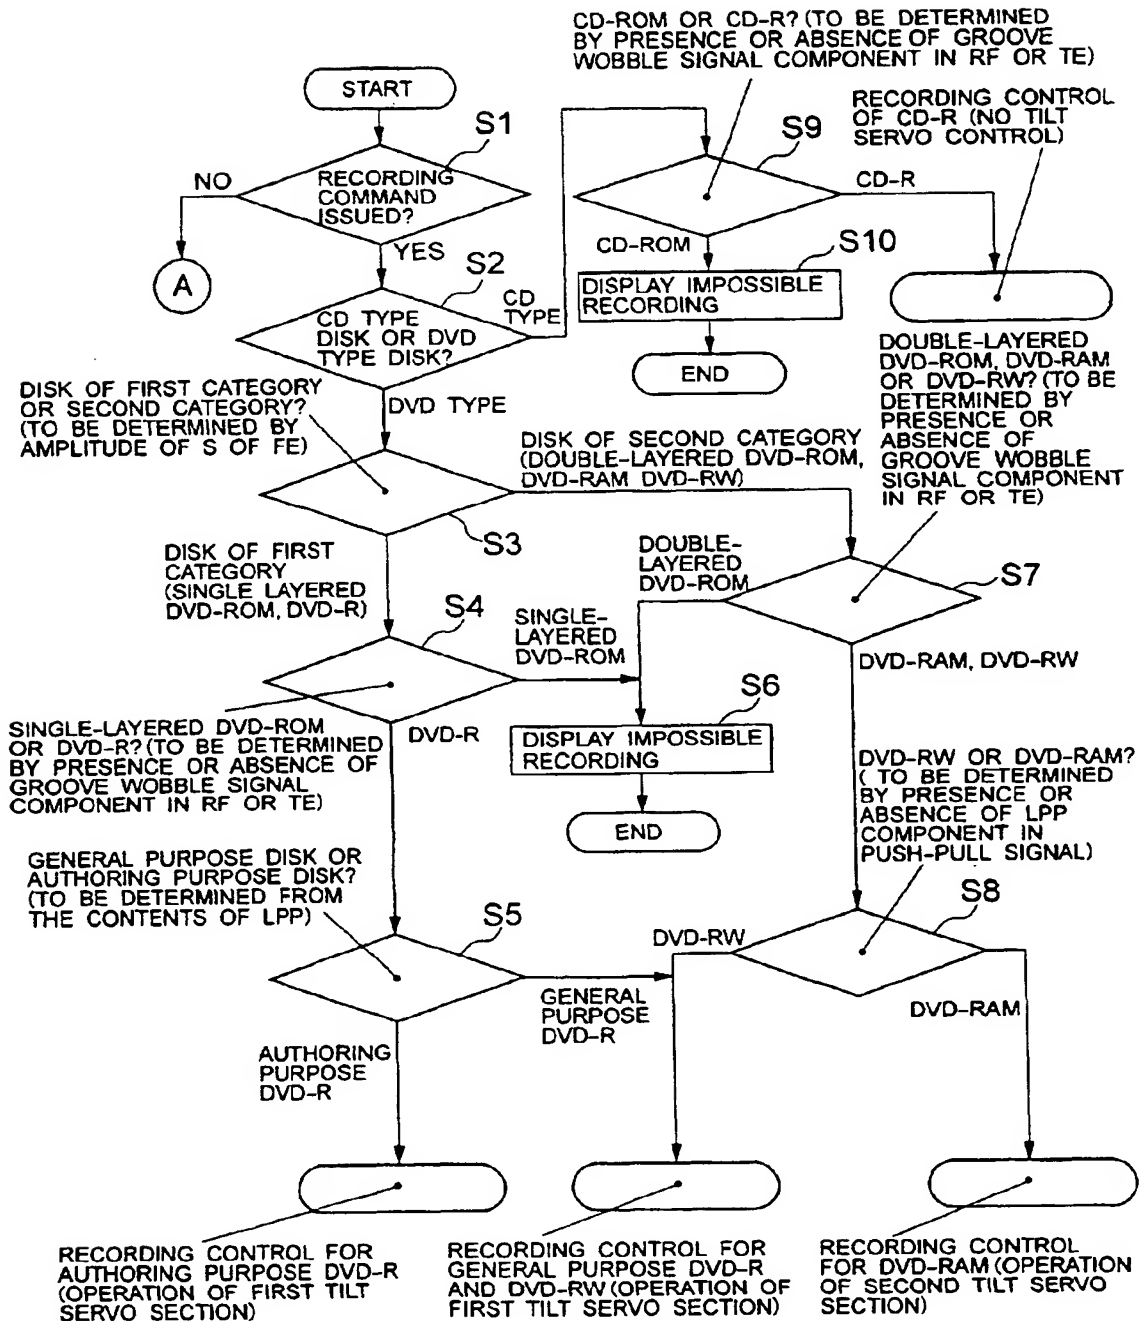 CD-ROM OR CD-R? (TO BE DETERMINED
BY PRESENCE OR ABSENCE OF GROOVE
WOBBLE SIGNAL COMPONENT IN RF OR TE)
START
RECORDING CONTROL
OF CD-R (NO TILT
SERVO CONTROL)
S1
S9
NO
RECORDING
COMMAND
ISSUED?
CD-R
YES
CD-ROM
S10
A
S2
DISPLAY IMPOSSIBLE
RECORDING
CD
TYPE
CD TYPE
DISK OR DVD
TYPE DISK?
END
DOUBLE-LAYERED
DVD-ROM, DVD-RAM
OR DVD-RW? (TO BE
DETERMINED BY
PRESENCE OR
ABSENCE OF
GROOVE WOBBLE
SIGNAL COMPONENT
IN RF OR TE)
DISK OF FIRST CATEGORY
OR SECOND CATEGORY?
(TO BE DETERMINED BY
AMPLITUDE OF S OF FE)
DVD TYPE
DISK OF SECOND CATEGORY
(DOUBLE-LAYERED DVD-ROM,
DVD-RAM DVD-RW)
S3
DISK OF FIRST
CATEGORY
(SINGLE LAYERED
DVD-ROM, DVD-R)
DOUBLE-
LAYERED
DVD-ROM
S7
S4
SINGLE-
LAYERED
DVD-ROM
DVD-RAM, DVD-RW
S6
SINGLE-LAYERED DVD-ROM
OR DVD-R? (TO BE DETERMINED
BY PRESENCE OR ABSENCE OF
GROOVE WOBBLE SIGNAL
COMPONENT IN RF OR TE)
DVD-R
DISPLAY IMPOSSIBLE
RECORDING
DVD-RW OR DVD-RAM?
( TO BE DETERMINED
BY PRESENCE OR
ABSENCE OF LPP
COMPONENT IN
PUSH-PULL SIGNAL)
END
GENERAL PURPOSE DISK OR
AUTHORING PURPOSE DISK?
(TO BE DETERMINED FROM
THE CONTENTS OF LPP)
S5
S8
DVD-RW
GENERAL
PURPOSE
DVD-R
DVD-RAM
AUTHORING
PURPOSE
DVD-R
RECORDING CONTROL FOR
AUTHORING PURPOSE DVD-R
(OPERATION OF FIRST TILT
SERVO SECTION)
RECORDING CONTROL FOR
GENERAL PURPOSE DVD-R
AND DVD-RW (OPERATION OF
FIRST TILT SERVO SECTION)
RECORDING CONTROL
FOR DVD-RAM (OPERATION
OF SECOND TILT SERVO
SECTION)